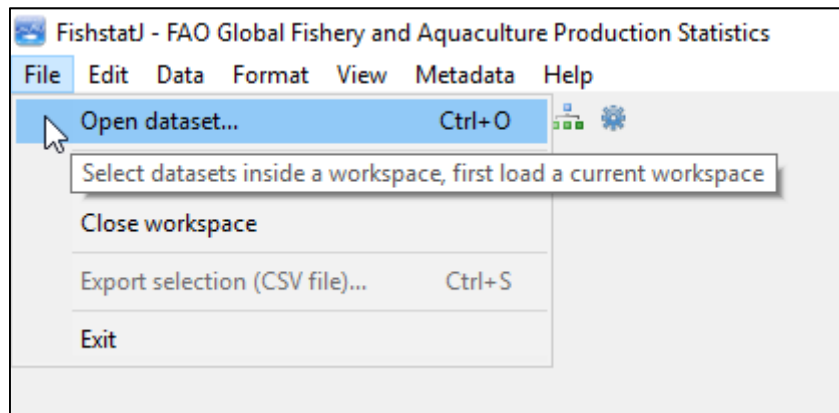 FishstatJ - FAO Global Fishery and Aquaculture Production Statistics
File Edit Data Format View Metadata Help
Open dataset... Ctrl+O
Select datasets inside a workspace, first load a current workspace
Close workspace
Export selection (CSV file)... Ctrl+S
Exit